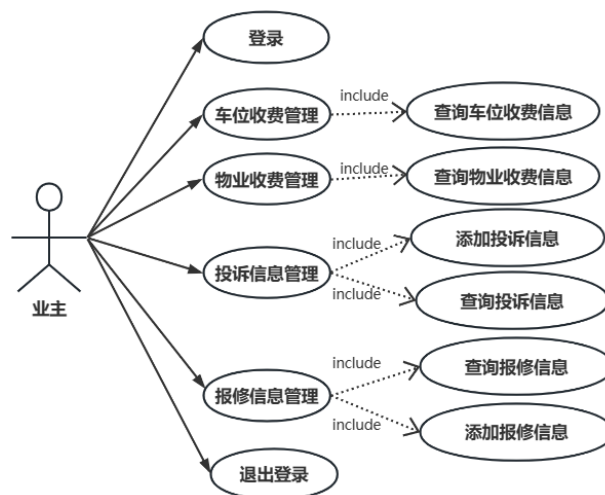 登录
include
车位收费管理
查询车位收费信息
include
物业收费管理
查询物业收费信息
添加投诉信息
include
投诉信息管理
include
查询投诉信息
业主
include
查询报修信息
报修信息管理
include
添加报修信息
退出登录